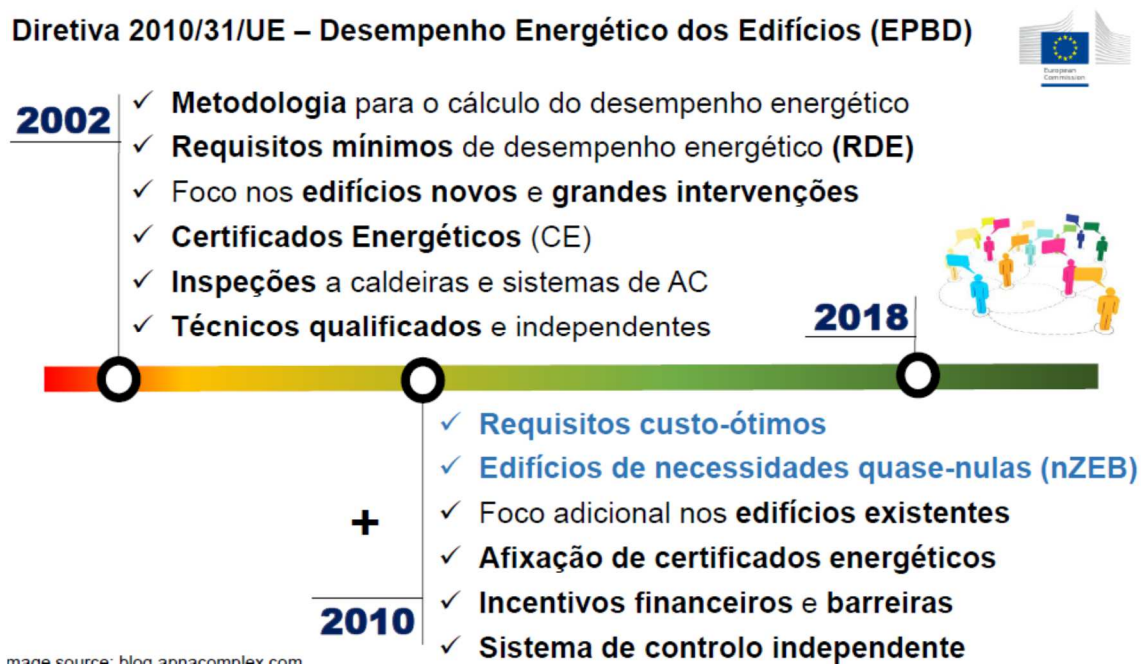 Diretiva 2010/31/UE – Desempenho Energético dos Edifícios (EPBD)
European
Commission
2002
✓ Metodologia para o cálculo do desempenho energético
✓ Requisitos mínimos de desempenho energético (RDE)
✓ Foco nos edifícios novos e grandes intervenções
✓ Certificados Energéticos (CE)
✓ Inspeções a caldeiras e sistemas de AC
✓ Técnicos qualificados e independentes
2018
+
2010
✓ Requisitos custo-ótimos
✓ Edifícios de necessidades quase-nulas (nZEB)
✓ Foco adicional nos edifícios existentes
✓ Afixação de certificados energéticos
✓ Incentivos financeiros e barreiras
✓ Sistema de controlo independente
mage source: blog.apnacomplex.com